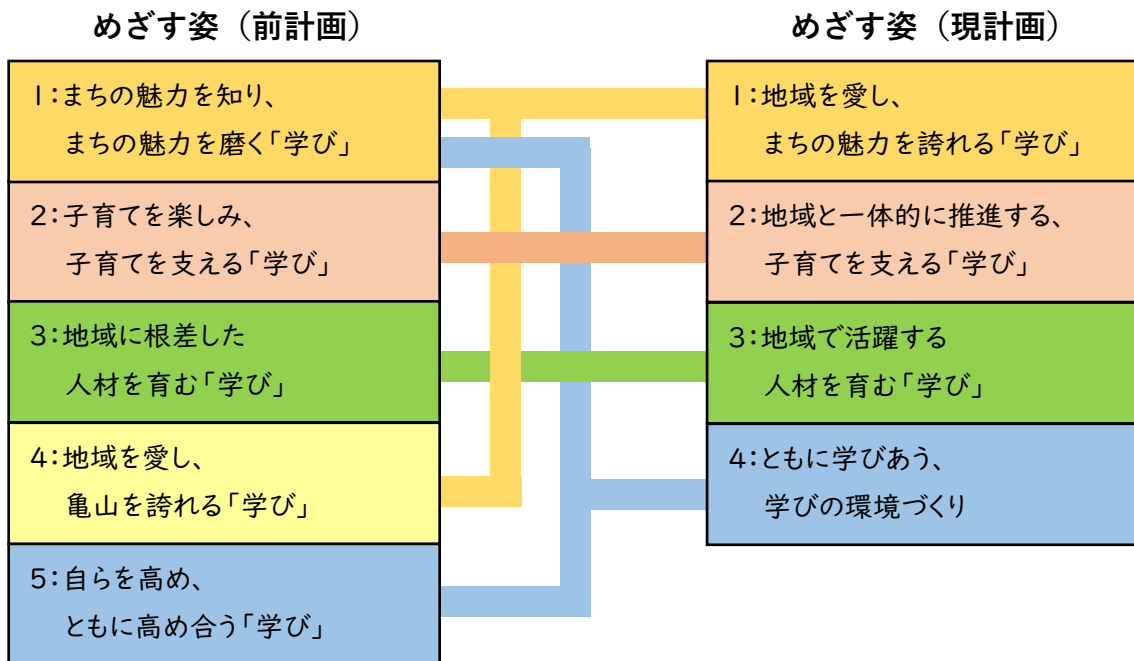 めざす姿（前計画）
1：まちの魅力を知り、
まちの魅力を磨く「学び」
2：子育てを楽しみ、
子育てを支える「学び」
3：地域に根差した
人材を育む「学び」
4：地域を愛し、
亀山を誇れる「学び」
5：自らを高め、
ともに高め合う「学び」
めざす姿（現計画）
1：地域を愛し、
まちの魅力を誇れる「学び」
2：地域と一体的に推進する、
子育てを支える「学び」
3：地域で活躍する
人材を育む「学び」
4：ともに学びあう、
学びの環境づくり